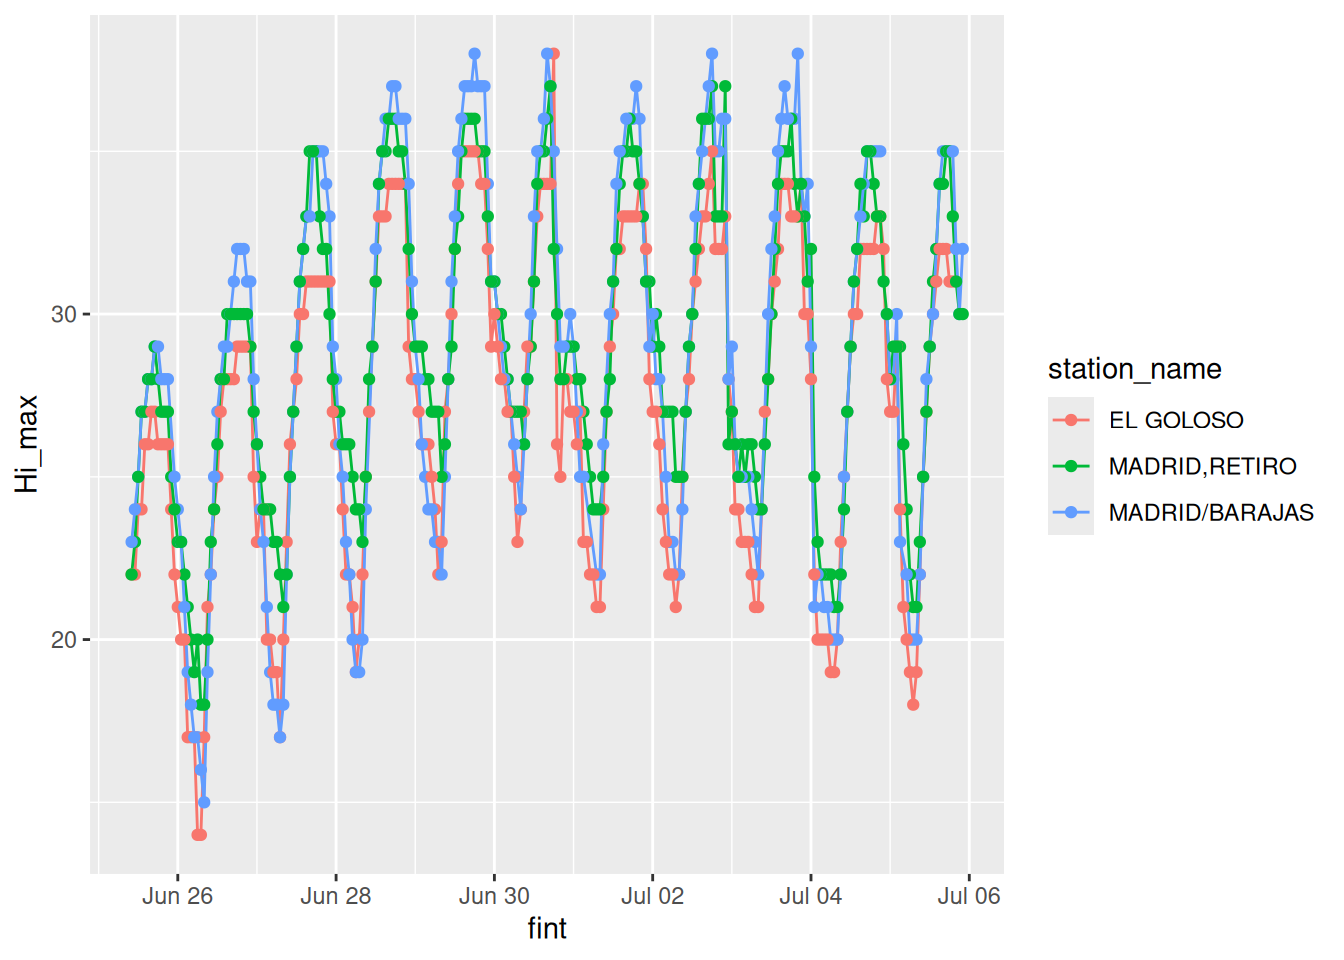 Hi_max
30
20
Jun 26 Jun 28 Jun 30 Jul 02 Jul 04 Jul 06
fint
station_name
EL GOLOSO
MADRID,RETIRO
MADRID/BARAJAS